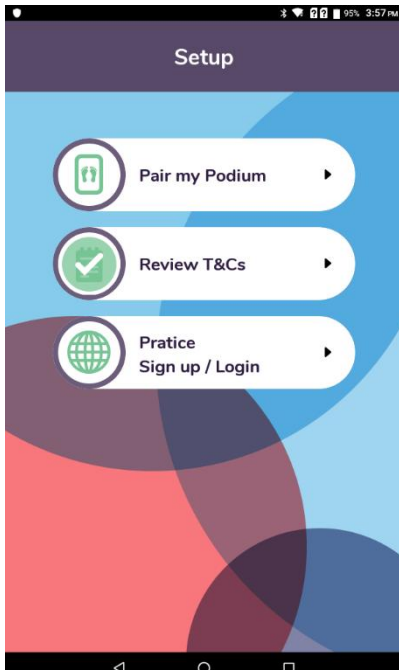 95% 3:57 PM
Setup
Pair my Podium
Review T&Cs
Pratice
Sign up / Login